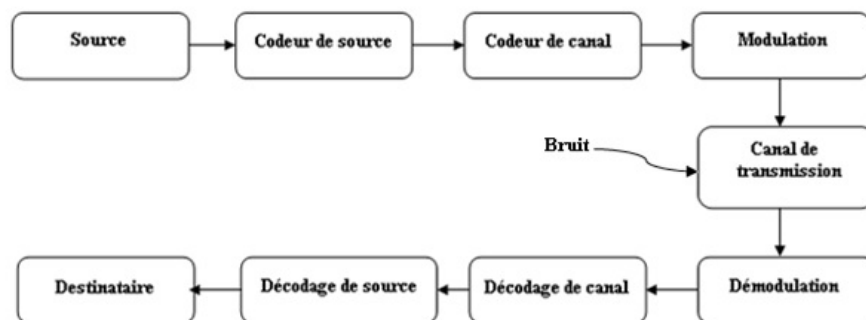 Source
Codeur de source
Codeur de canal
Modulation
Bruit
Canal de
transmission
Destinataire
Décodage de source
Décodage de canal
Démodulation